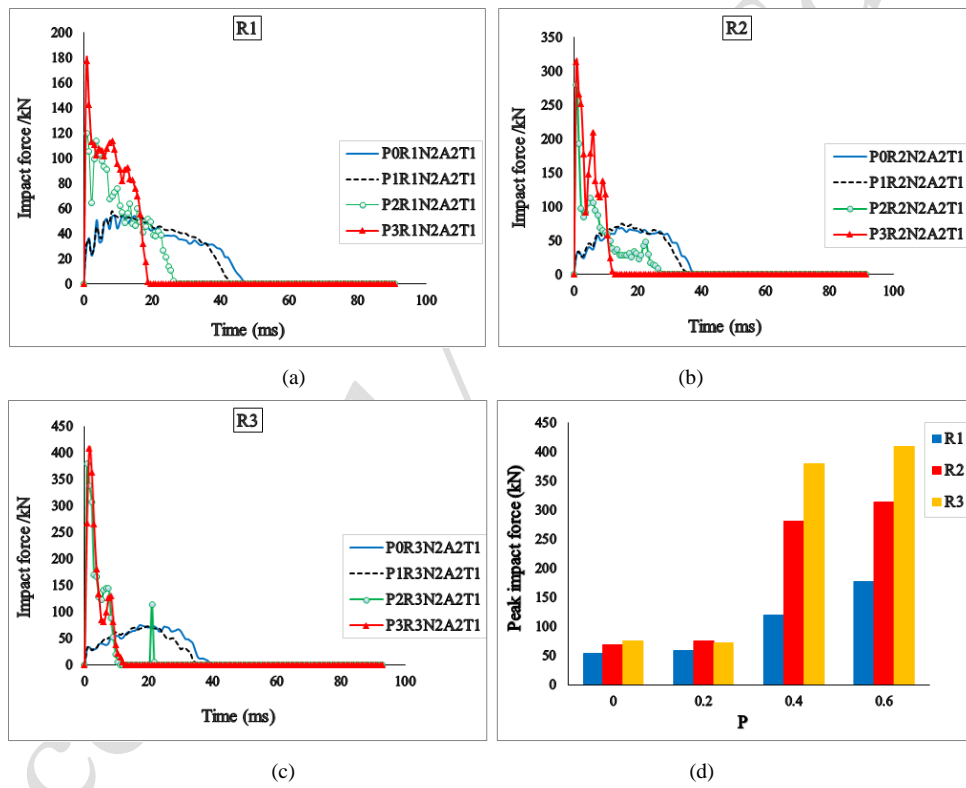 R1
200
180
160
140
120
100
80
60
40
20
0
Impact force /kN
0 20 40 60 80 100
Time (ms)
P0R1N2A2T1
P1R1N2A2T1
P2R1N2A2T1
P3R1N2A2T1
(a)
R2
350
300
250
200
150
100
50
0
Impact force /kN
0 20 40 60 80 100
Time (ms)
P0R2N2A2T1
P1R2N2A2T1
P2R2N2A2T1
P3R2N2A2T1
(b)
R3
450
400
350
300
250
200
150
100
50
0
Impact force /kN
0 20 40 60 80 100
Time (ms)
P0R3N2A2T1
P1R3N2A2T1
P2R3N2A2T1
P3R3N2A2T1
(c)
450
400
350
300
250
200
150
100
50
0
Peak impact force (kN)
0 0.2 0.4 0.6
P
R1
R2
R3
(d)